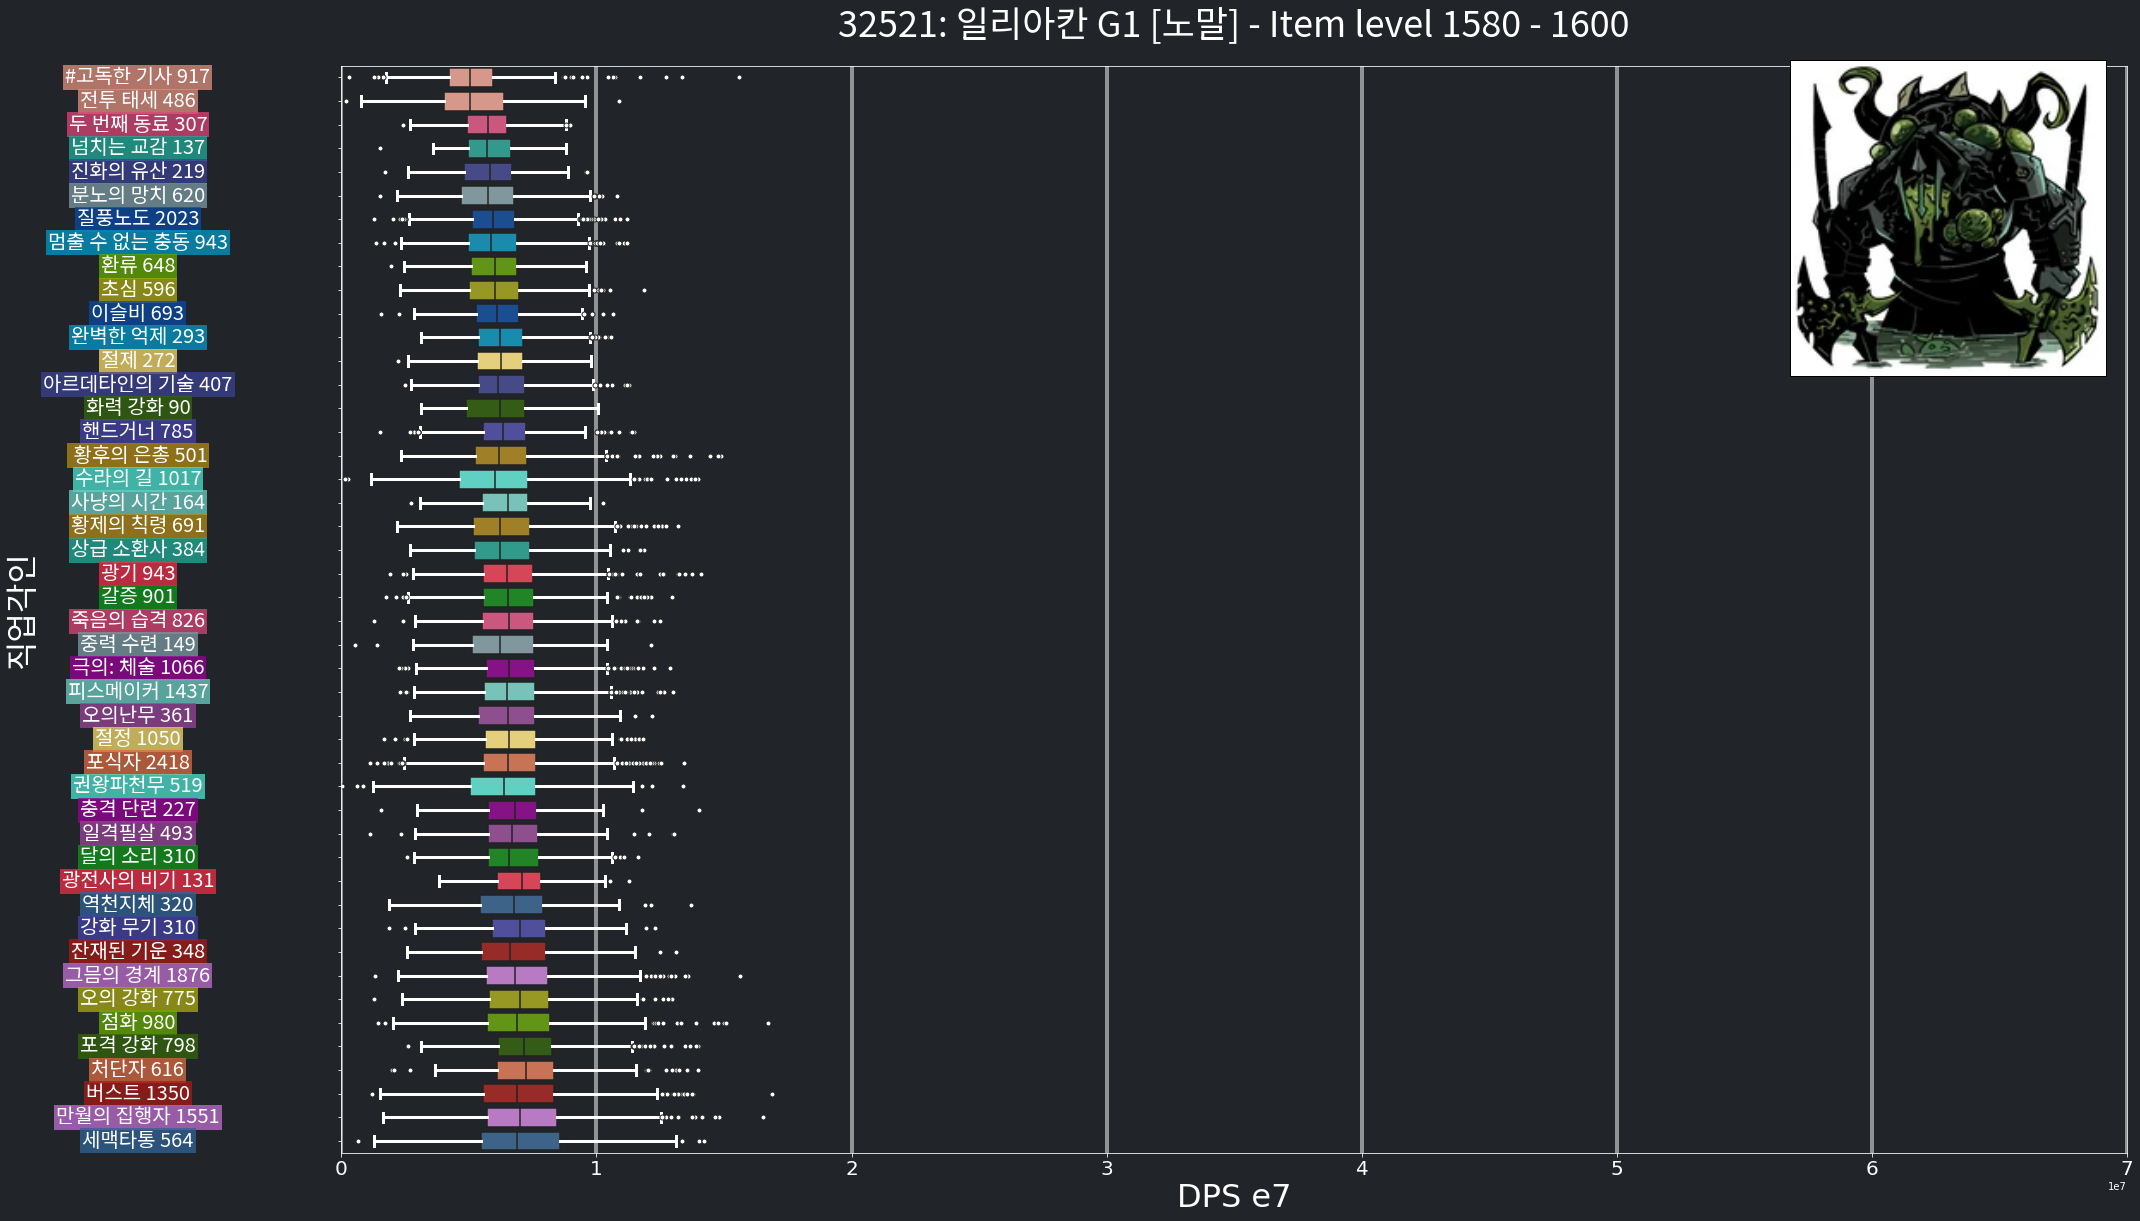 32521: 일리아칸 G1 [노말] - Item level 1580 - 1600
#고독한 기사 917
전투 태세 486
두 번째 동료 307
넘치는 교감 137
진화의 유산 219
분노의 망치 620
질풍노도 2023
멈출 수 없는 충동 943
환류 648
초심 596
이슬비 693
완벽한 억제 293
절제 272
아르데타인의 기술 407
화력 강화 90
핸드거너 785
황후의 은총 501
수라의 길 1017
사냥의 시간 164
황제의 칙령 691
상급 소환사 384
광기 943
갈증 901
죽음의 습격 826
중력 수련 149
극의: 체술 1066
피스메이커 1437
오의난무 361
절정 1050
포식자 2418
권왕파천무 519
충격 단련 227
일격필살 493
달의 소리 310
광전사의 비기 131
역천지체 320
강화 무기 310
잔재된 기운 348
그믐의 경계 1876
오의 강화 775
점화 980
포격 강화 798
처단자 616
버스트 1350
만월의 집행자 1551
세맥타통 564
직업각인
0 1 2 3 4 5 6 7
DPS e7
1e7